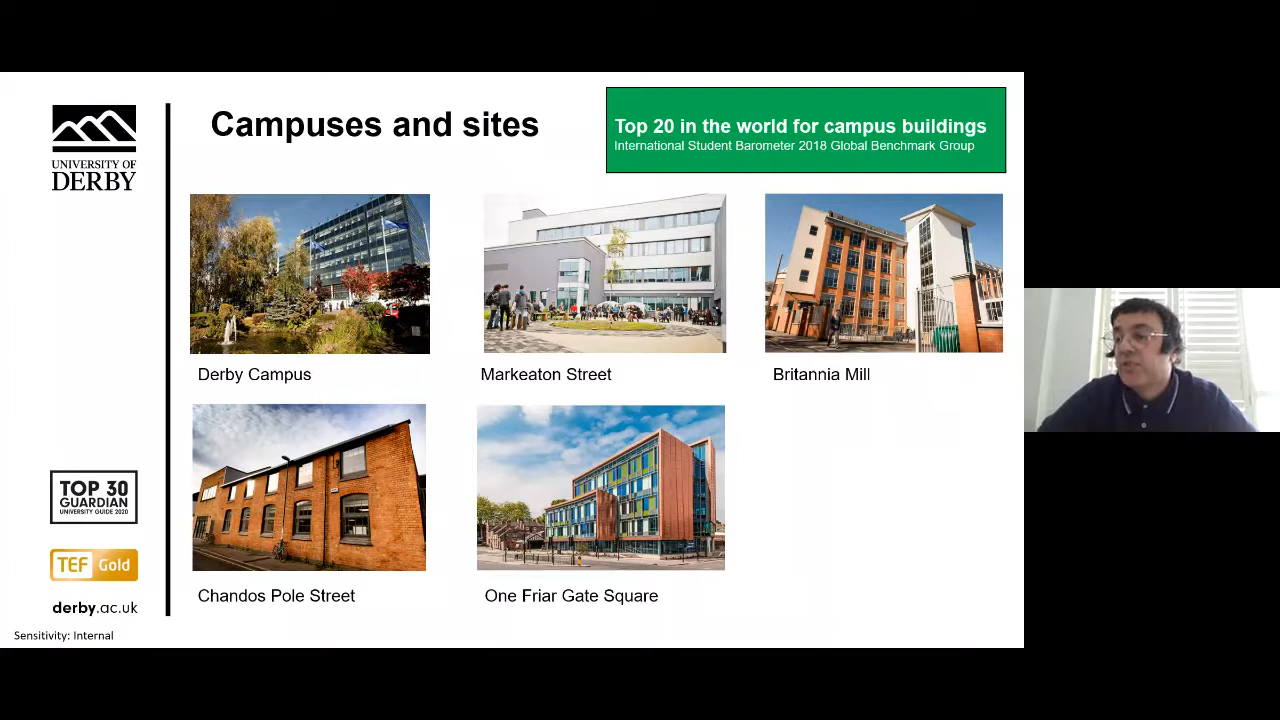 UNIVERSITY OF
DERBY
Campuses and sites
Top 20 in the world for campus buildings
International Student Barometer 2018 Global Benchmark Group
Derby Campus
Markeaton Street
Britannia Mill
Chandos Pole Street
One Friar Gate Square
TOP 30
GUARDIAN
UNIVERSITY GUIDE 2020
TEF Gold
derby.ac.uk
Sensitivity: Internal